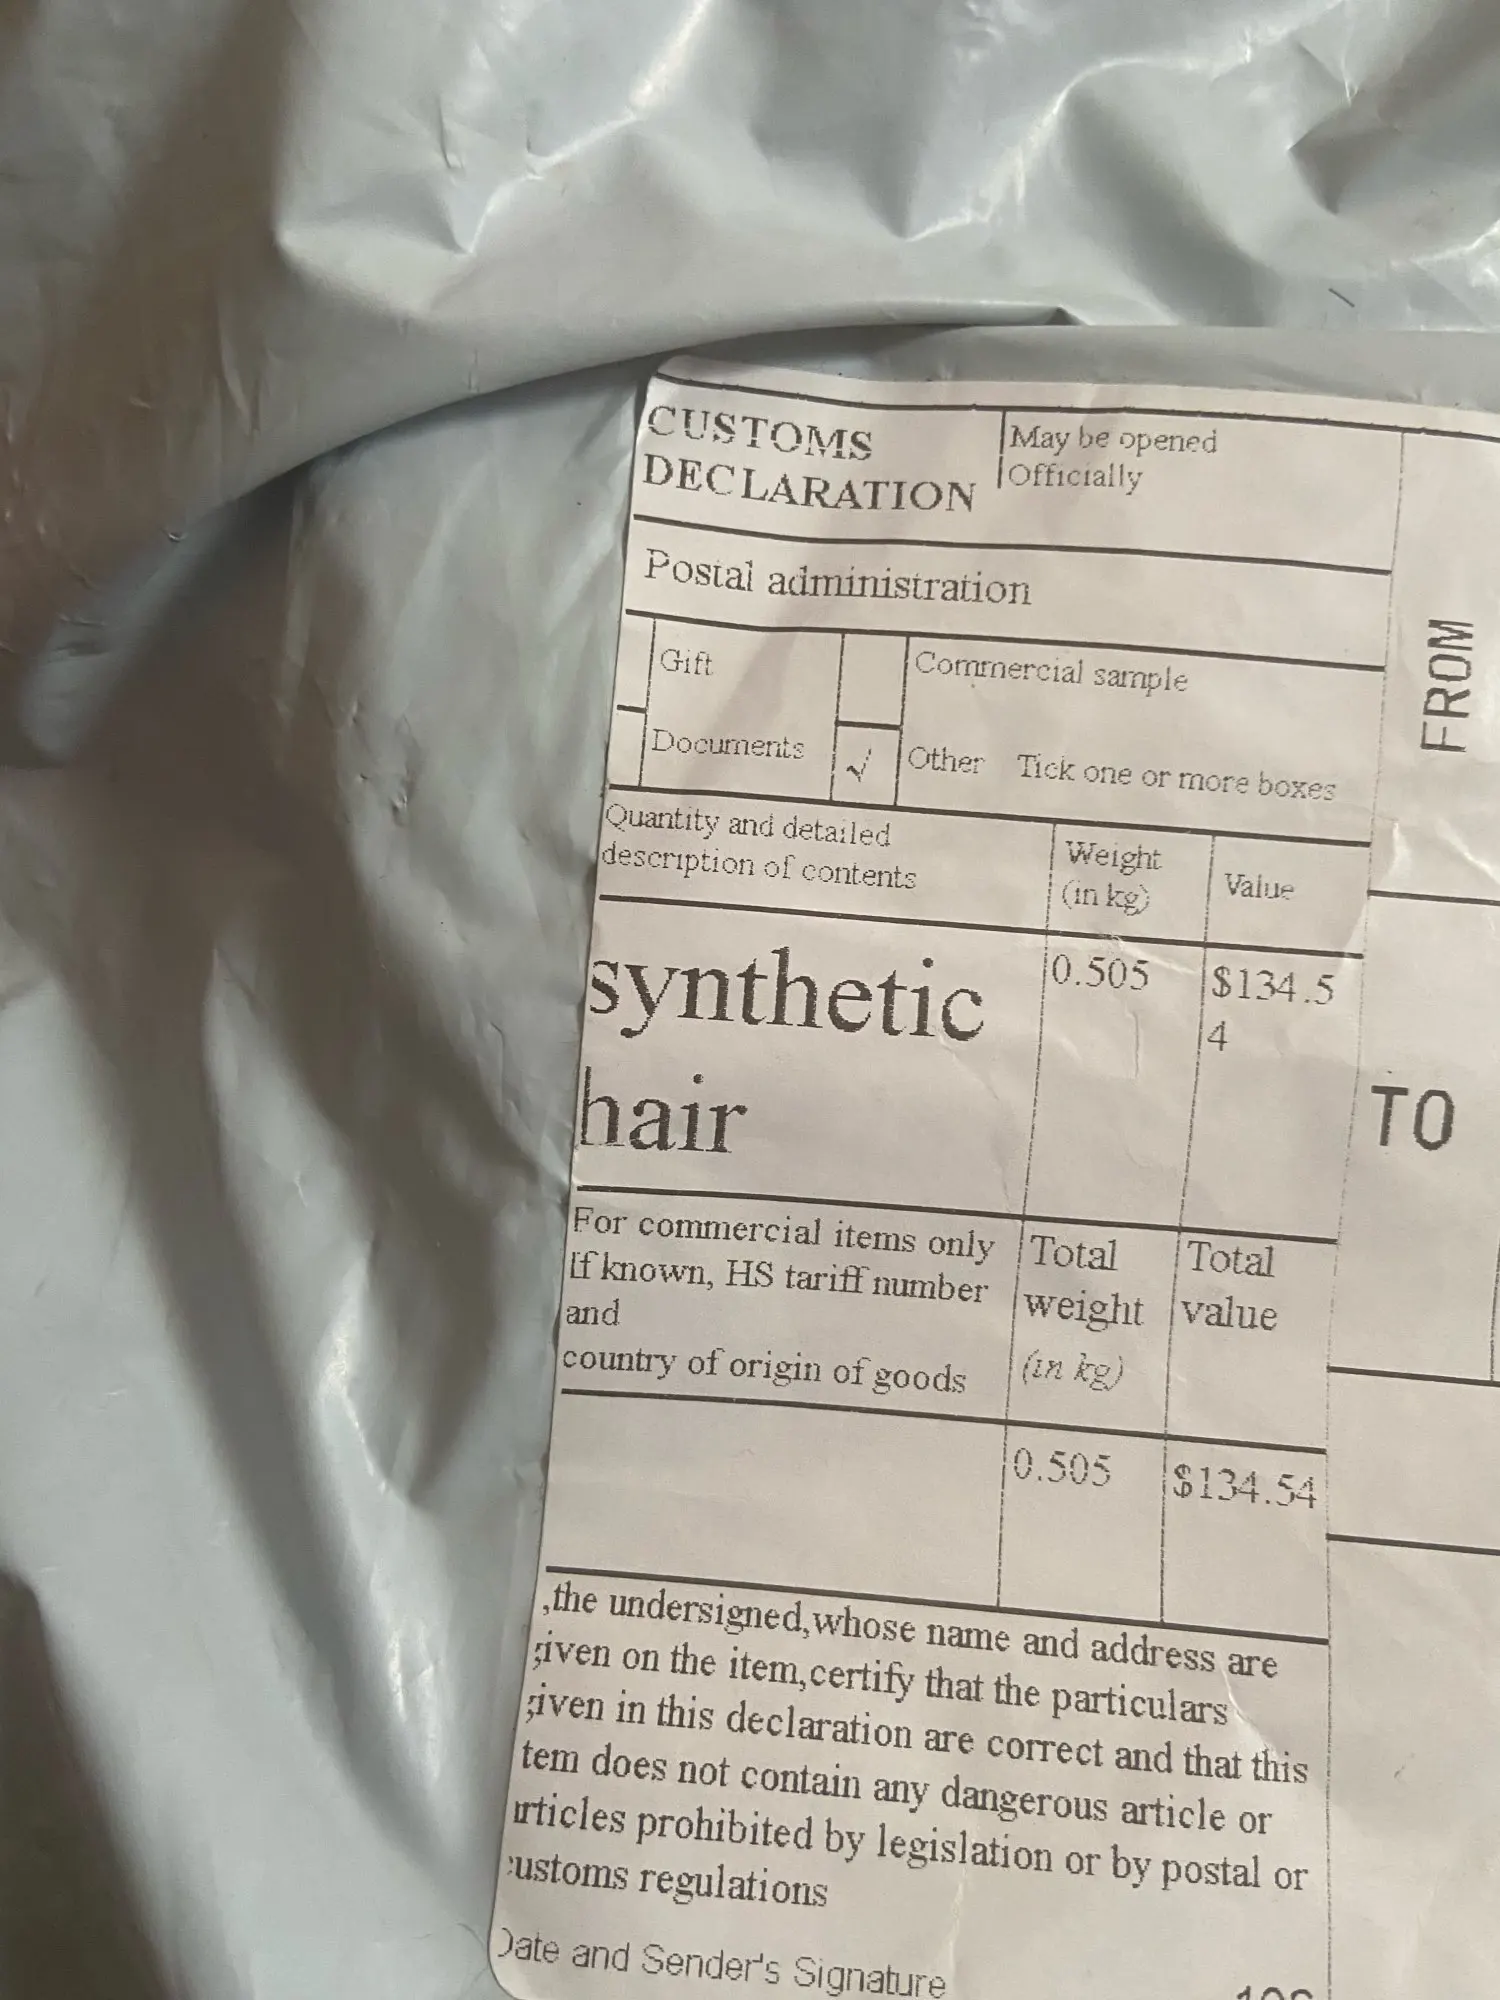 CUSTOMS
DECLARATION
May be opened
Officially
Postal administration
Gift
Commercial sample
Documents
√
Other Tick one or more boxes
Quantity and detailed
description of contents
Weight
(in kg)
Value
synthetic
hair
0.505
$134.5
4
For commercial items only
If known, HS tariff number
and
country of origin of goods
Total
weight
(in kg)
Total
value
0.505
$134.54
,the undersigned,whose name and address are
given on the item,certify that the particulars
given in this declaration are correct and that this
tem does not contain any dangerous article or
articles prohibited by legislation or by postal or
customs regulations
Date and Sender's Signature
FROM
TO